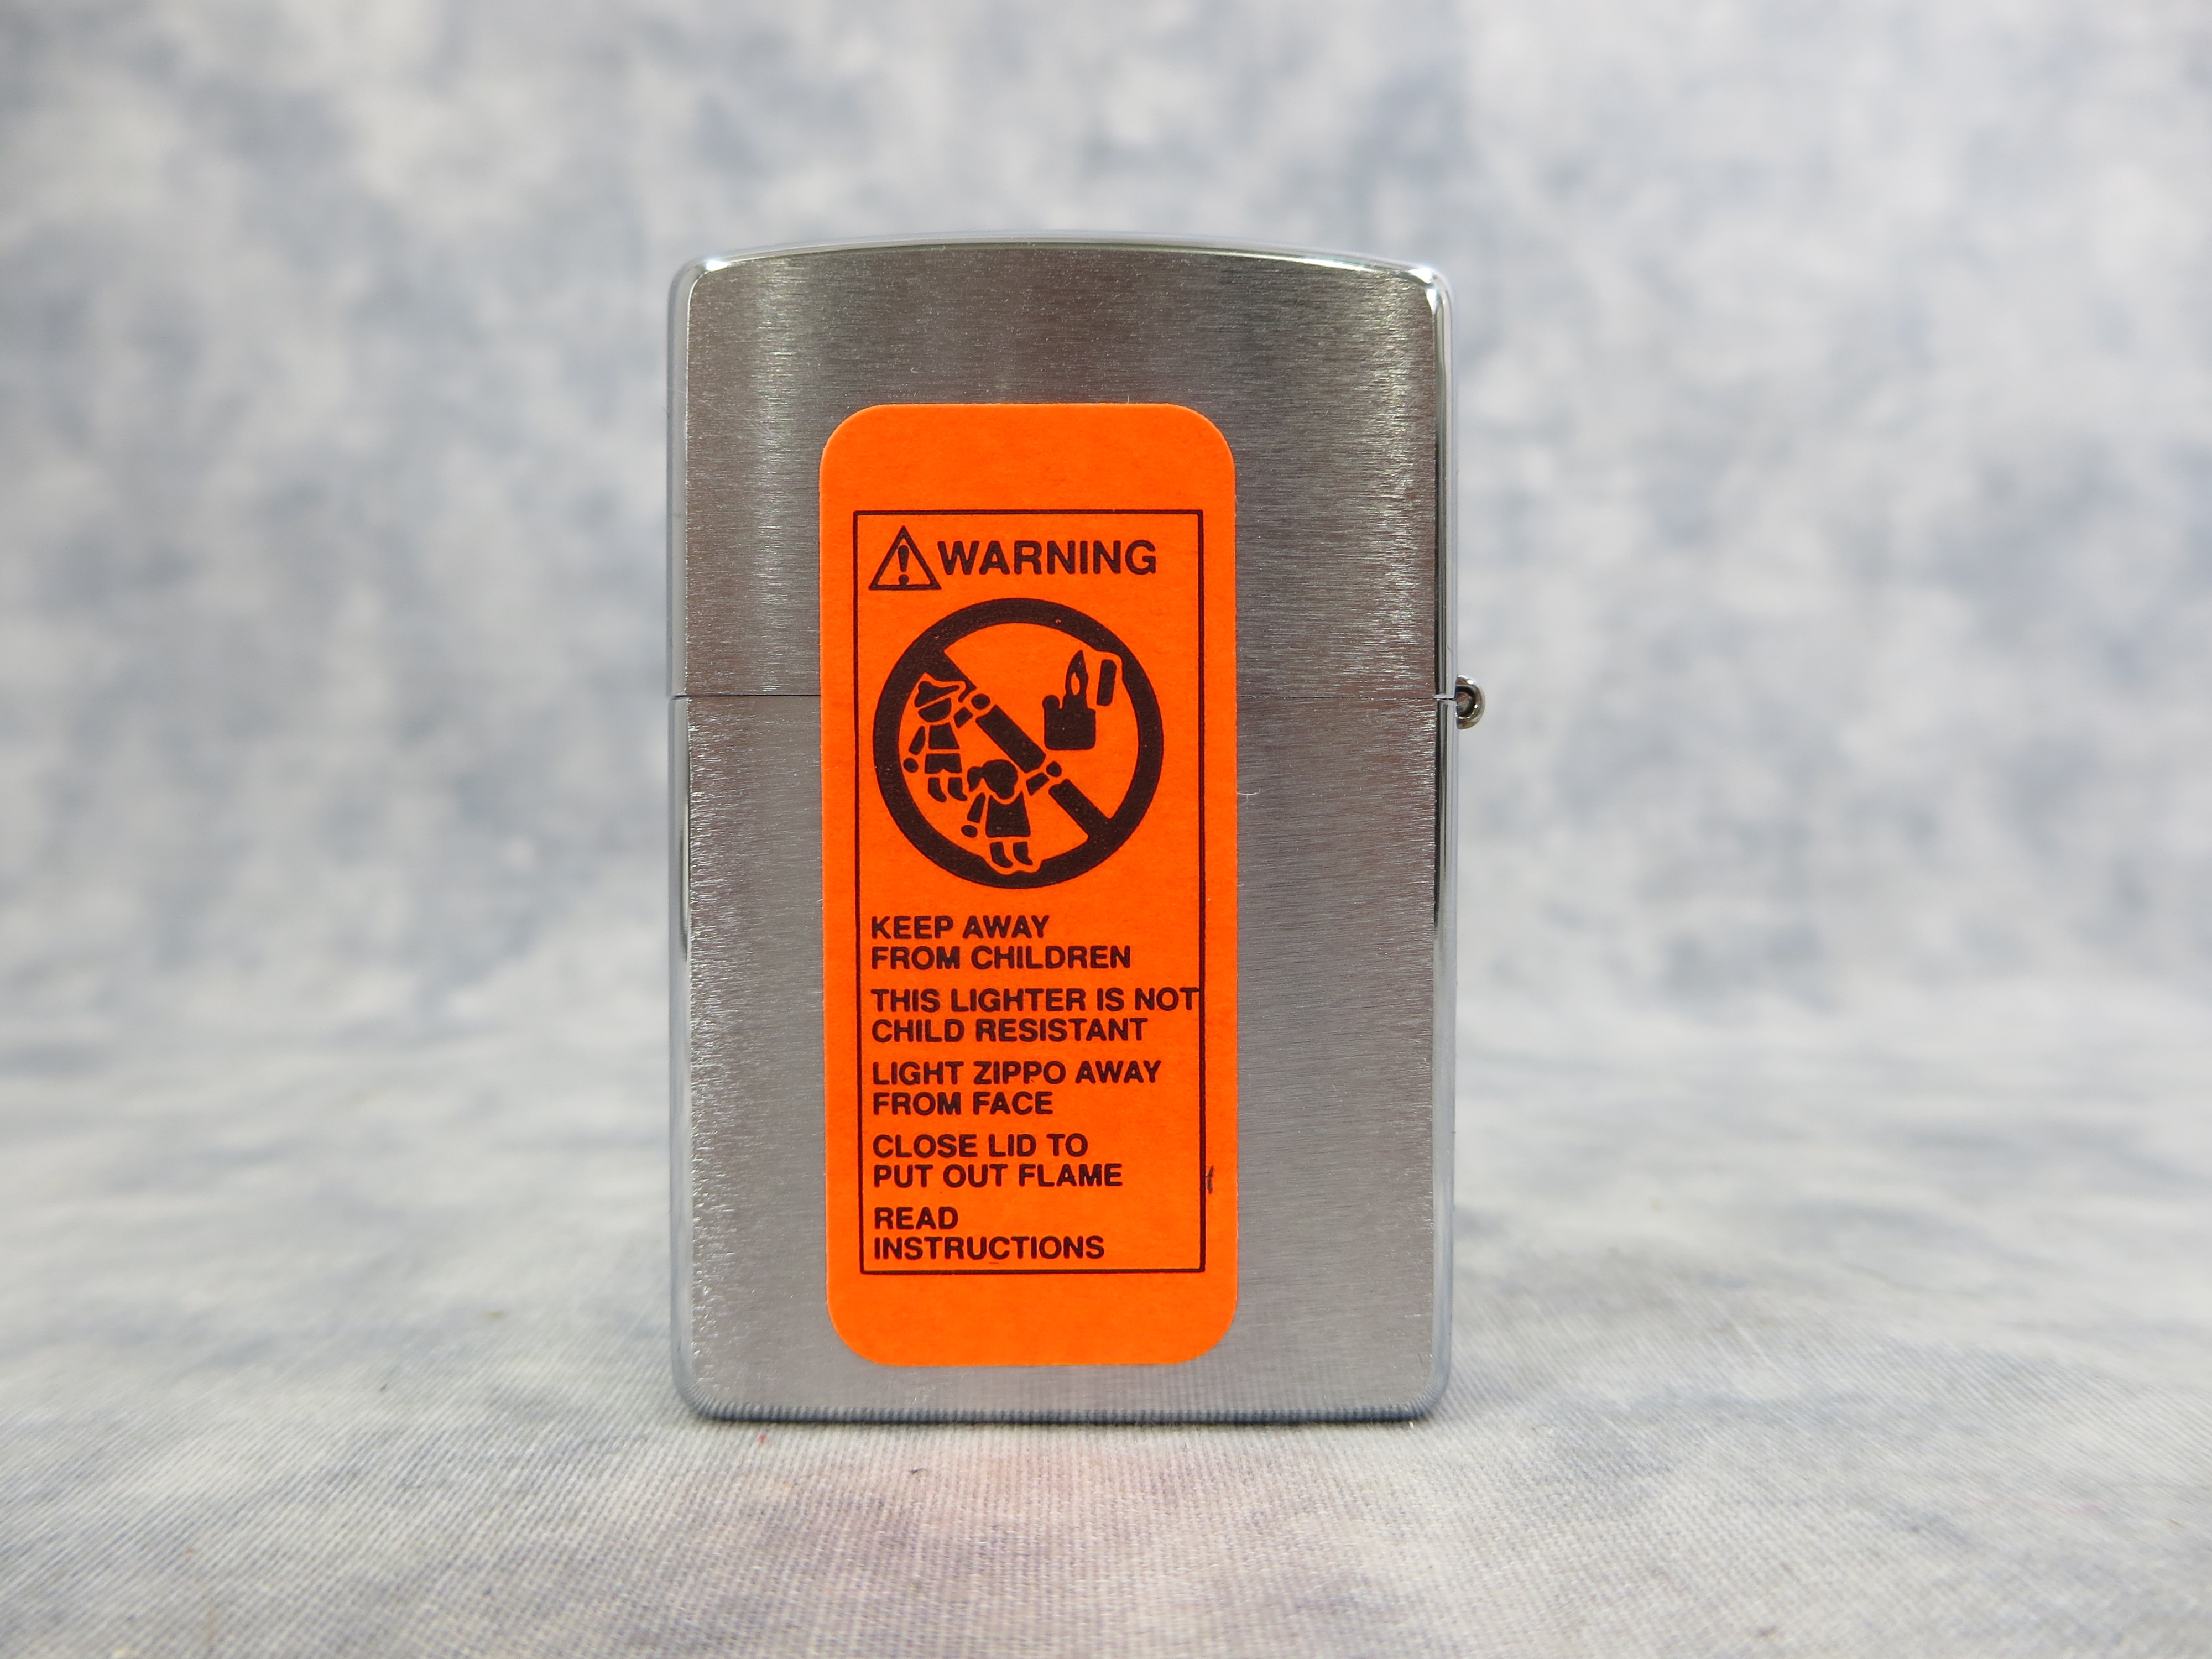 WARNING
KEEP AWAY
FROM CHILDREN
THIS LIGHTER IS NOT
CHILD RESISTANT
LIGHT ZIPPO AWAY
FROM FACE
CLOSE LID TO
PUT OUT FLAME
READ
INSTRUCTIONS